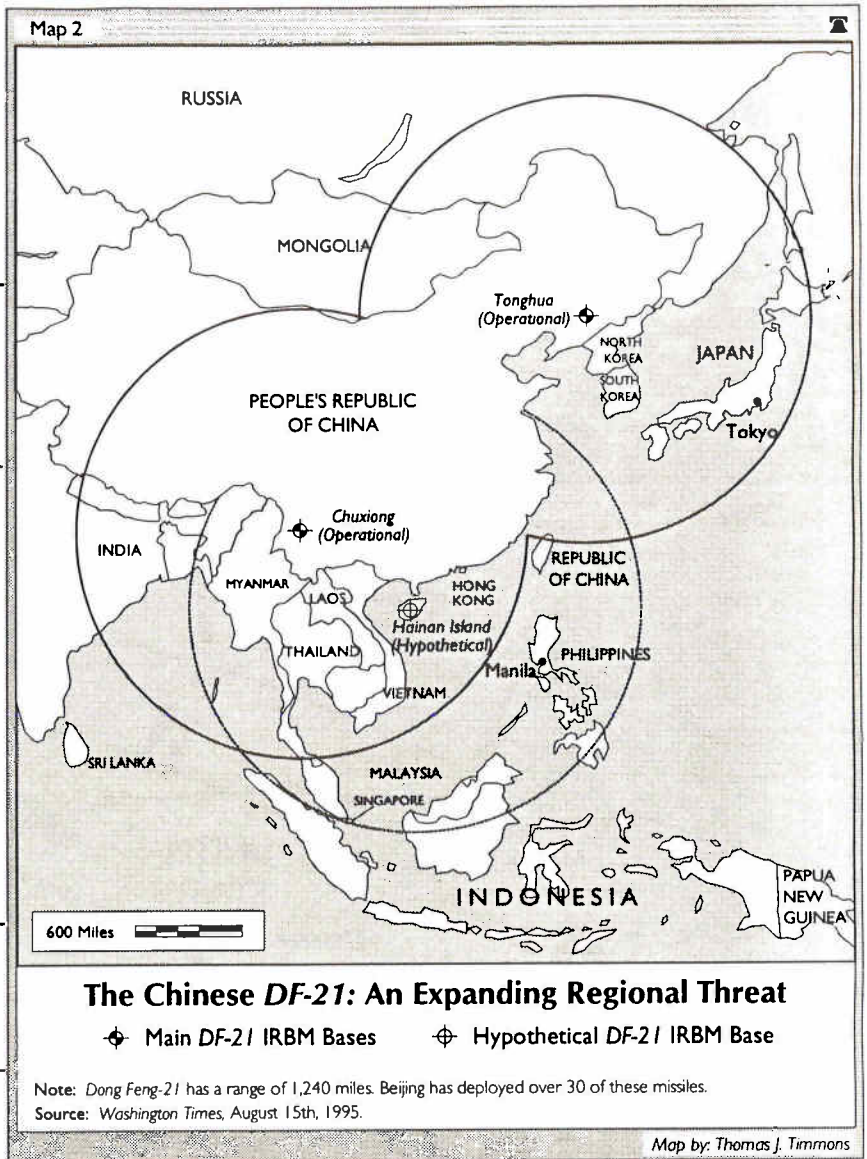 Map 2
RUSSIA
MONGOLIA
Tonghua
(Operational)
NORTH
KOREA
SOUTH
KOREA
JAPAN
Tokyo
PEOPLE'S REPUBLIC
OF CHINA
Chuxiong
(Operational)
INDIA
MYANMAR
LAOS
HONG
KONG
REPUBLIC
OF CHINA
Hainan Island
(Hypothetical)
THAILAND
VIETNAM
Manila
PHILIPPINES
SRI LANKA
MALAYSIA
SINGAPORE
INDONESIA
PAPUA
NEW
GUINEA
600 Miles
The Chinese DF-21: An Expanding Regional Threat
Main DF-21 IRBM Bases
Hypothetical DF-21 IRBM Base
Note: Dong Feng-21 has a range of 1,240 miles. Beijing has deployed over 30 of these missiles.
Source: Washington Times, August 15th, 1995.
Map by: Thomas J. Timmons